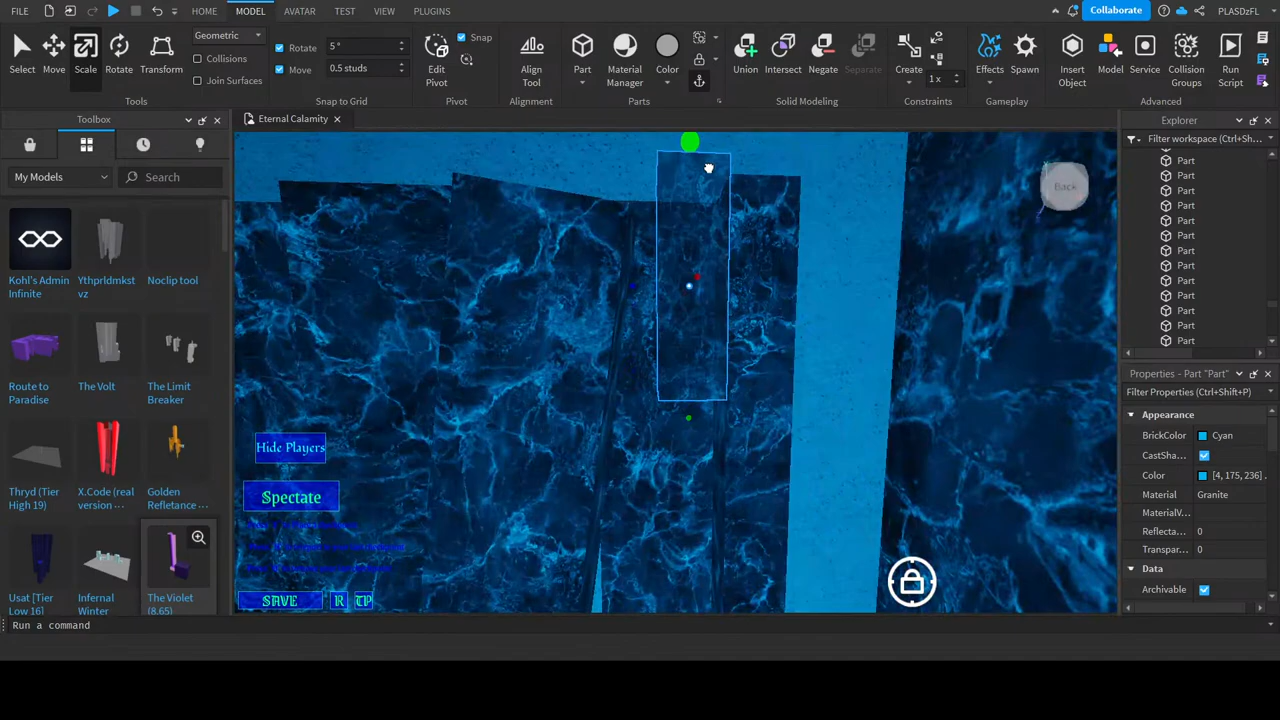 FILE HOME MODEL AVATAR TEST VIEW PLUGINS Collaborate PLASDzFL
Select Move Scale Rotate Transform
Geometric
Collisions
Join Surfaces
Tools
Rotate 5 °
Move 0.5 studs
Snap to Grid
Edit Pivot
Snap
Pivot
Align Tool
Alignment
Part Material Manager Color
Parts
Union Intersect Negate Separate
Solid Modeling
Create
1 x
Constraints
Effects Spawn
Gameplay
Insert Object
Model Service
Collision Groups
Run Script
Advanced
Toolbox
My Models
Search
Kohl's Admin Infinite
Ythprldmkst vz
Noclip tool
Route to Paradise
The Volt
The Limit Breaker
Thryd (Tier High 19)
X.Code (real version ...
Golden Refletance ...
Usat [Tier Low 16]
Infernal Winter
The Violet (8.65)
Eternal Calamity
Back
Hide Players
Spectate
SAVE R TP
Explorer
Filter workspace (Ctrl+Sh...
Part
Part
Part
Part
Part
Part
Part
Part
Part
Part
Part
Part
Part
Properties - Part "Part"
Filter Properties (Ctrl+Shift+P)
Appearance
BrickColor Cyan
CastSha...
Color [4, 175, 236]
Material Granite
MaterialV...
Reflecta... 0
Transpar... 0
Data
Archivable
Run a command